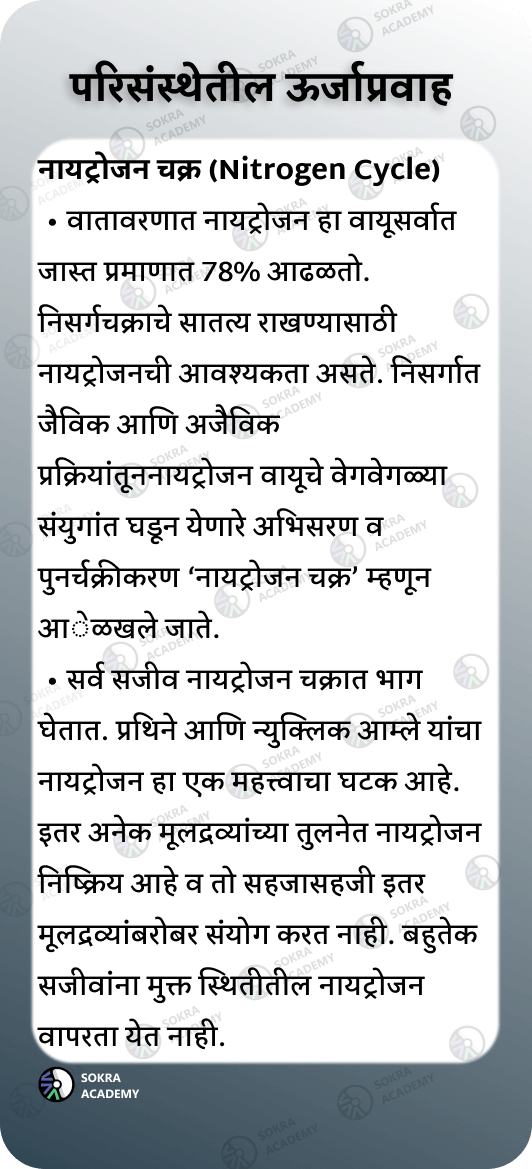 परिसंस्थेतील ऊर्जाप्रवाह
नायट्रोजन चक्र (Nitrogen Cycle)
• वातावरणात नायट्रोजन हा वायूसर्वात
जास्त प्रमाणात 78% आढळतो.
निसर्गचक्राचे सातत्य राखण्यासाठी
नायट्रोजनची आवश्यकता असते. निसर्गात
जैविक आणि अजैविक
प्रक्रियांतूननायट्रोजन वायूचे वेगवेगळ्या
संयुगांत घडून येणारे अभिसरण व
पुनर्चक्रीकरण ‘नायट्रोजन चक्र’ म्हणून
आ◌ेळखले जाते.
• सर्व सजीव नायट्रोजन चक्रात भाग
घेतात. प्रथिने आणि न्युक्लिक आम्ले यांचा
नायट्रोजन हा एक महत्त्वाचा घटक आहे.
इतर अनेक मूलद्रव्यांच्या तुलनेत नायट्रोजन
निष्क्रिय आहे व तो सहजासहजी इतर
मूलद्रव्यांबरोबर संयोग करत नाही. बहुतेक
सजीवांना मुक्त स्थितीतील नायट्रोजन
वापरता येत नाही.
SOKRA
ACADEMY